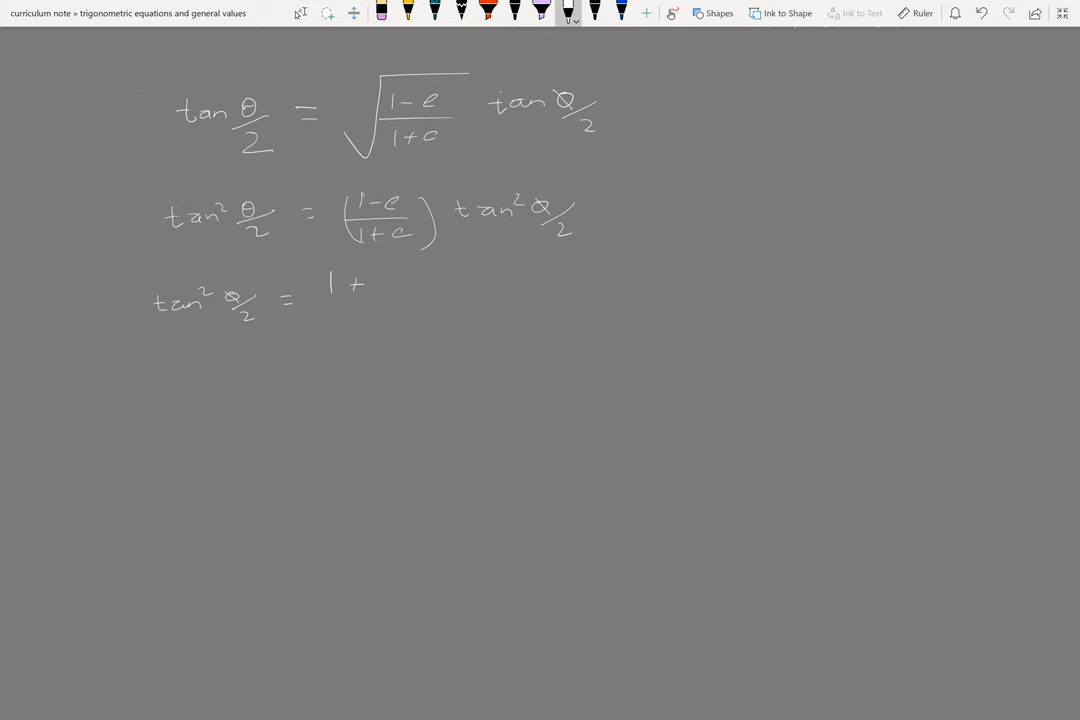 curriculum note » trigonometric equations and general values
Shapes Ink to Shape Ink to Text Ruler
tan θ/2 = √((1-e)/(1+e)) tan Φ/2
tan² θ/2 = ((1-e)/(1+e)) tan² Φ/2
tan² Φ/2 = 1 +